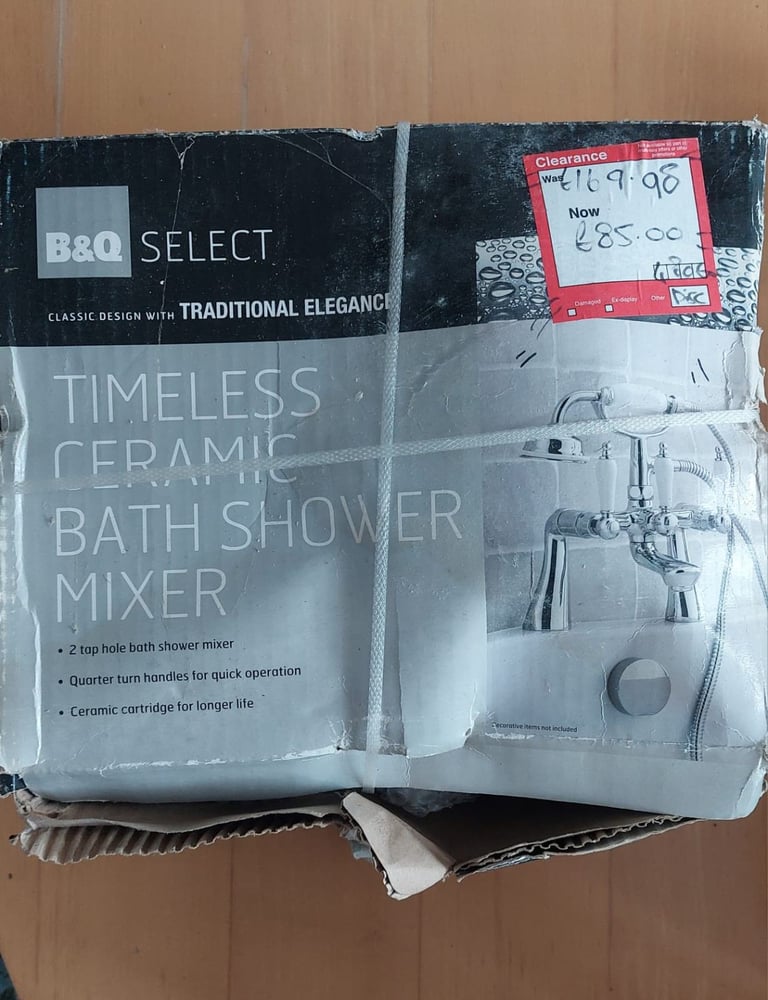 B&Q SELECT
CLASSIC DESIGN WITH TRADITIONAL ELEGANCE
TIMELESS
CERAMIC
BATH SHOWER
MIXER
• 2 tap hole bath shower mixer
• Quarter turn handles for quick operation
• Ceramic cartridge for longer life
Clearance
Was £169.98
Now
£85.00
Damaged Ex-display Other
Decorative items not included